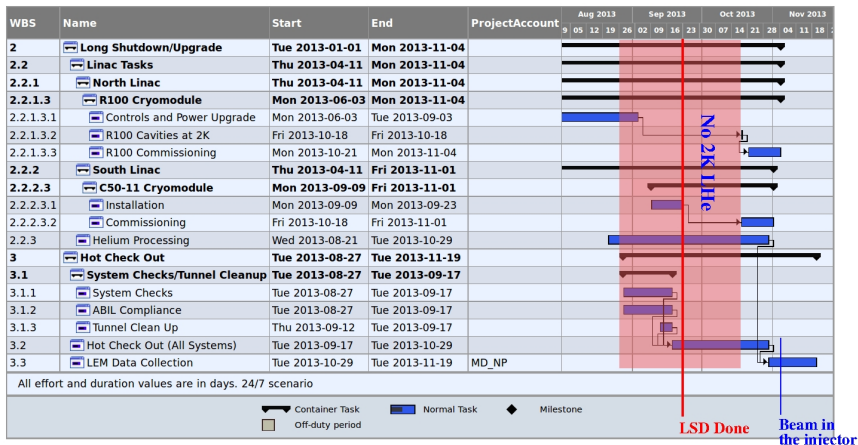 WBS Name Start End ProjectAccount Aug 2013 Sep 2013 Oct 2013 Nov 2013
9 05 12 19 26 02 09 16 23 30 07 14 21 28 04 11 18
2 Long Shutdown/Upgrade Tue 2013-01-01 Mon 2013-11-04
2.2 Linac Tasks Thu 2013-04-11 Mon 2013-11-04
2.2.1 North Linac Thu 2013-04-11 Mon 2013-11-04
2.2.1.3 R100 Cryomodule Mon 2013-06-03 Mon 2013-11-04
2.2.1.3.1 Controls and Power Upgrade Mon 2013-06-03 Tue 2013-09-03
2.2.1.3.2 R100 Cavities at 2K Fri 2013-10-18 Fri 2013-10-18
2.2.1.3.3 R100 Commissioning Mon 2013-10-21 Mon 2013-11-04
2.2.2 South Linac Thu 2013-04-11 Fri 2013-11-01
2.2.2.3 C50-11 Cryomodule Mon 2013-09-09 Fri 2013-11-01
2.2.2.3.1 Installation Mon 2013-09-09 Mon 2013-09-23
2.2.2.3.2 Commissioning Fri 2013-10-18 Fri 2013-11-01
2.2.3 Helium Processing Wed 2013-08-21 Tue 2013-10-29
3 Hot Check Out Tue 2013-08-27 Tue 2013-11-19
3.1 System Checks/Tunnel Cleanup Tue 2013-08-27 Tue 2013-09-17
3.1.1 System Checks Tue 2013-08-27 Tue 2013-09-17
3.1.2 ABIL Compliance Tue 2013-08-27 Tue 2013-09-17
3.1.3 Tunnel Clean Up Thu 2013-09-12 Tue 2013-09-17
3.2 Hot Check Out (All Systems) Tue 2013-09-17 Tue 2013-10-29
3.3 LEM Data Collection Tue 2013-10-29 Tue 2013-11-19 MD_NP
No 2K LHe
All effort and duration values are in days. 24/7 scenario
Container Task Normal Task Milestone
Off-duty period
LSD Done
Beam in
the injector